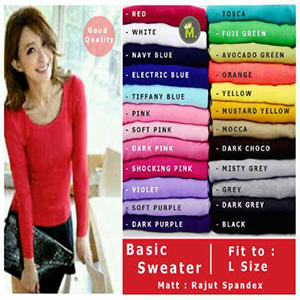 Good
Quality
M.
- RED
- WHITE
- NAVY BLUE
- ELECTRIC BLUE
- TIFFANY BLUE
- PINK
- SOFT PINK
- DARK PINK
- SHOCKING PINK
- VIOLET
- SOFT PURPLE
- DARK PURPLE
- TOSCA
- FUJI GREEN
- AVOCADO GREEN
- ORANGE
- YELLOW
- MUSTARD YELLOW
- MOCCA
- DARK CHOCO
- MISTY GREY
- GREY
- DARK GREY
- BLACK
Basic
Sweater
Fit to :
L Size
Matt : Rajut Spandex